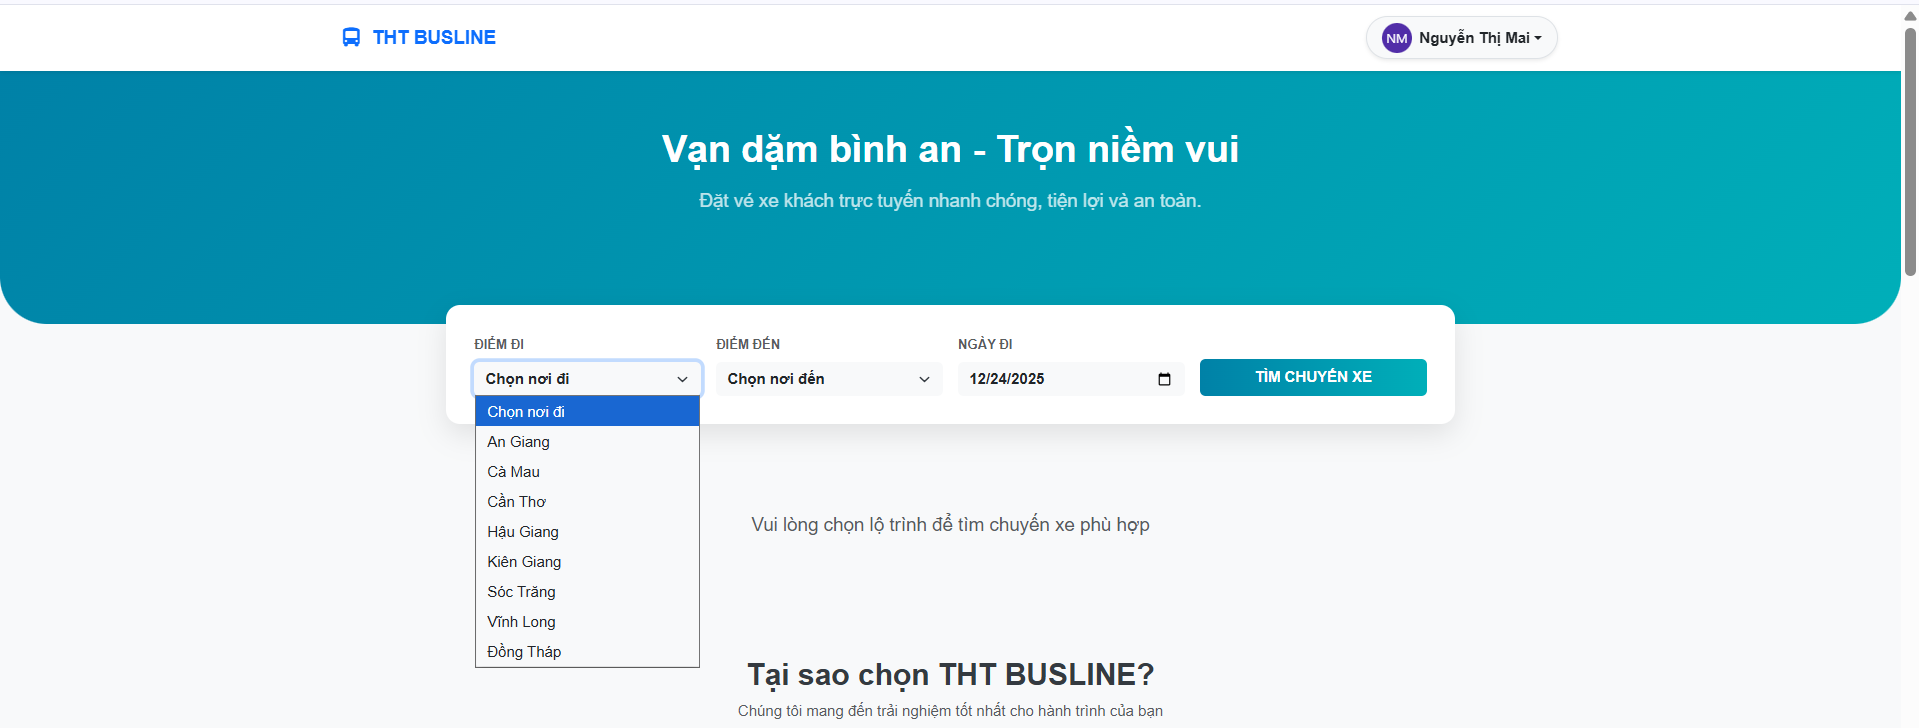 THT BUSLINE
NM Nguyễn Thị Mai
Vạn dặm bình an - Trọn niềm vui
Đặt vé xe khách trực tuyến nhanh chóng, tiện lợi và an toàn.
ĐIỂM ĐI
ĐIỂM ĐẾN
NGÀY ĐI
Chọn nơi đi
Chọn nơi đến
12/24/2025
TÌM CHUYẾN XE
Chọn nơi đi
An Giang
Cà Mau
Cần Thơ
Hậu Giang
Kiên Giang
Sóc Trăng
Vĩnh Long
Đồng Tháp
Vui lòng chọn lộ trình để tìm chuyến xe phù hợp
Tại sao chọn THT BUSLINE?
Chúng tôi mang đến trải nghiệm tốt nhất cho hành trình của bạn